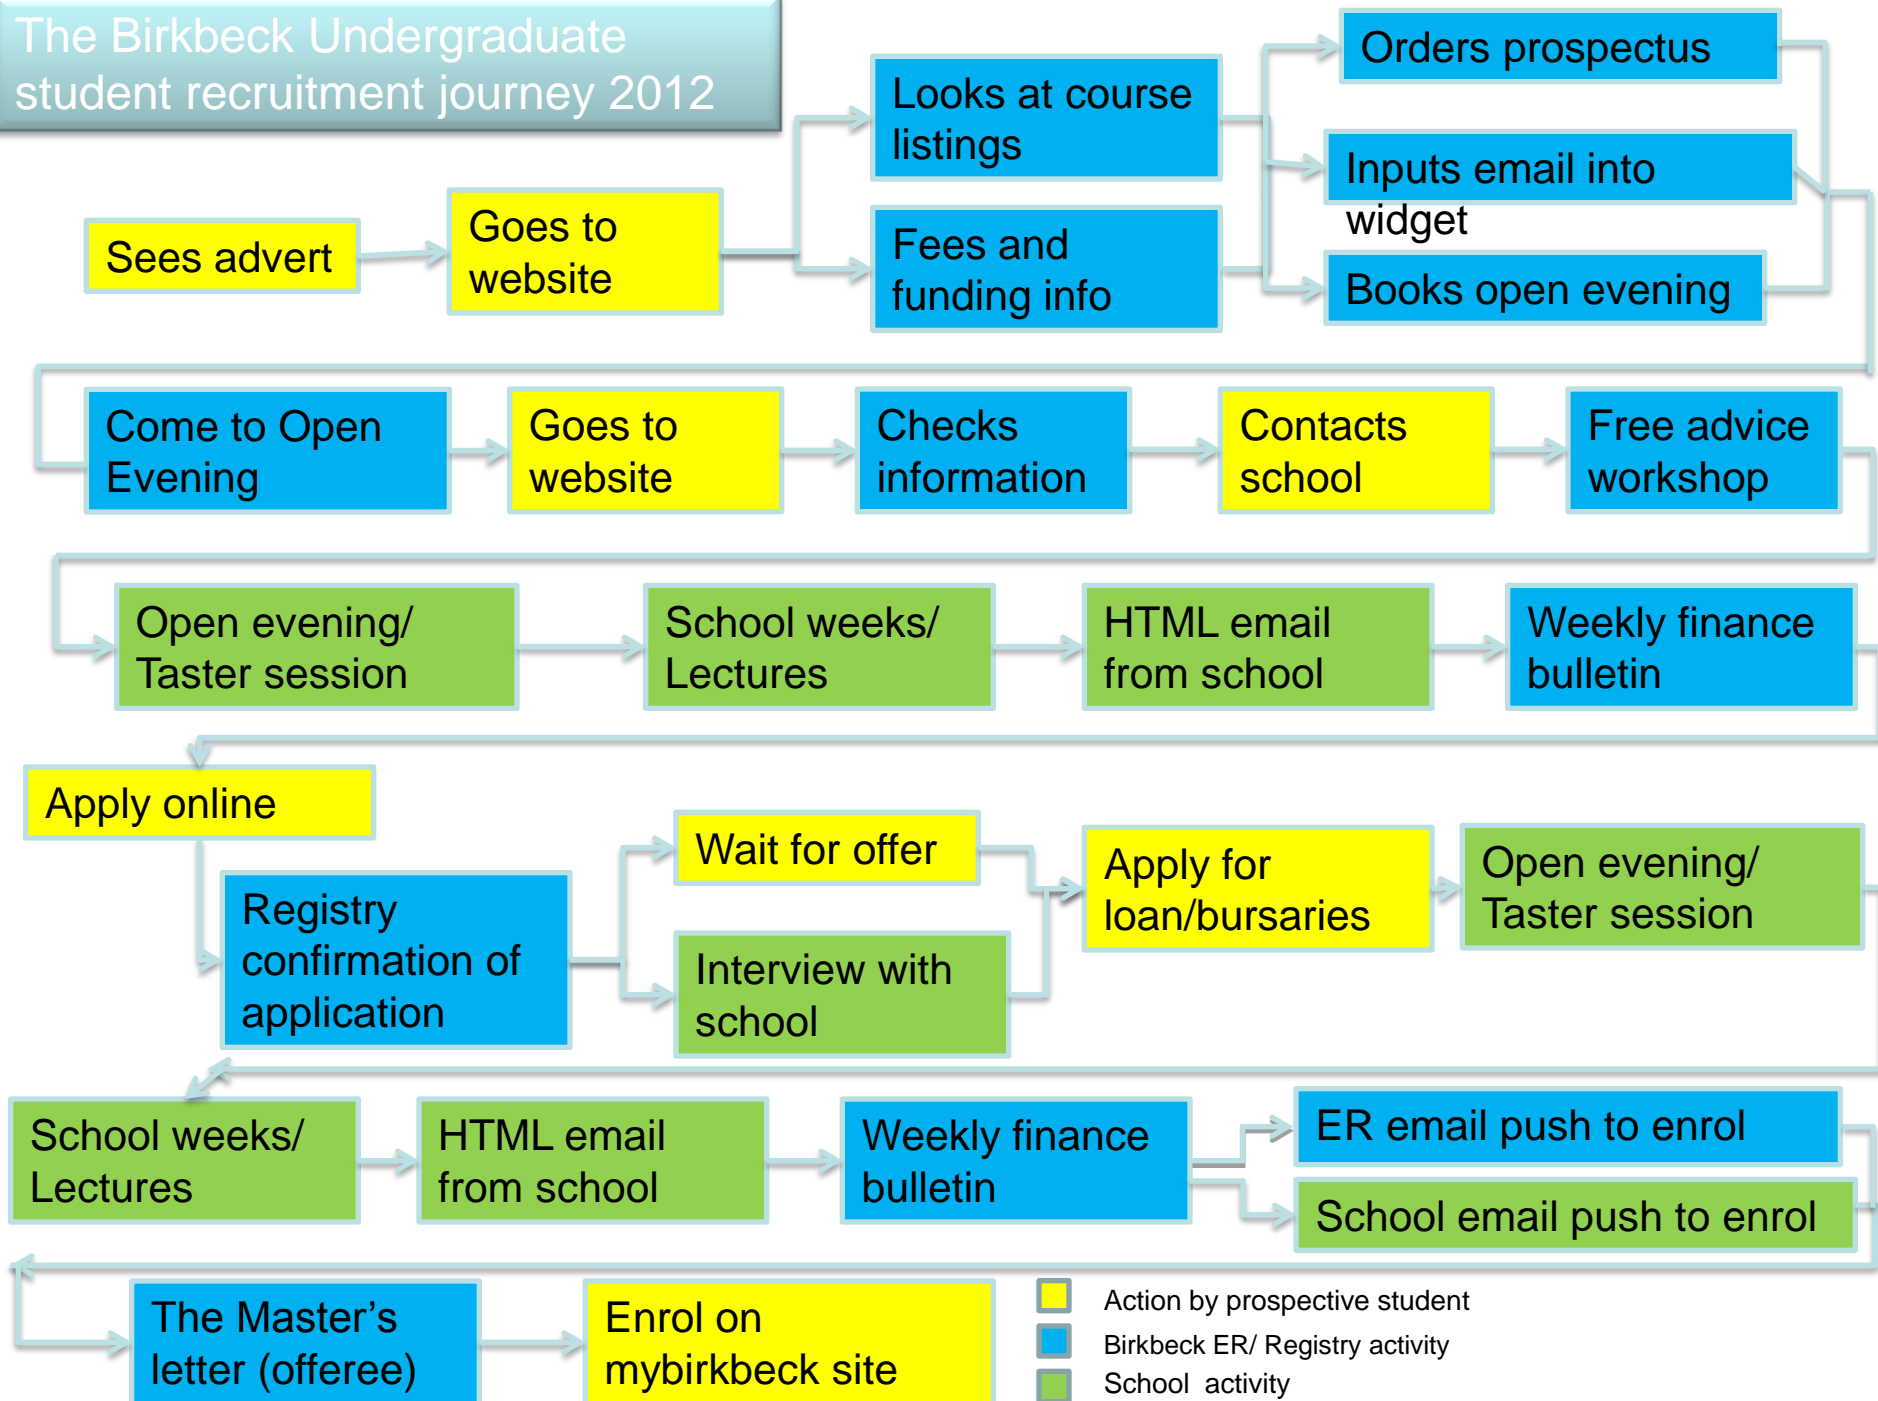 The Birkbeck Undergraduate
student recruitment journey 2012
Sees advert
Goes to
website
Looks at course
listings
Fees and
funding info
Orders prospectus
Inputs email into
widget
Books open evening
Come to Open
Evening
Goes to
website
Checks
information
Contacts
school
Free advice
workshop
Open evening/
Taster session
School weeks/
Lectures
HTML email
from school
Weekly finance
bulletin
Apply online
Registry
confirmation of
application
Wait for offer
Interview with
school
Apply for
loan/bursaries
Open evening/
Taster session
School weeks/
Lectures
HTML email
from school
Weekly finance
bulletin
ER email push to enrol
School email push to enrol
The Master’s
letter (offeree)
Enrol on
mybirkbeck site
Action by prospective student
Birkbeck ER/ Registry activity
School activity